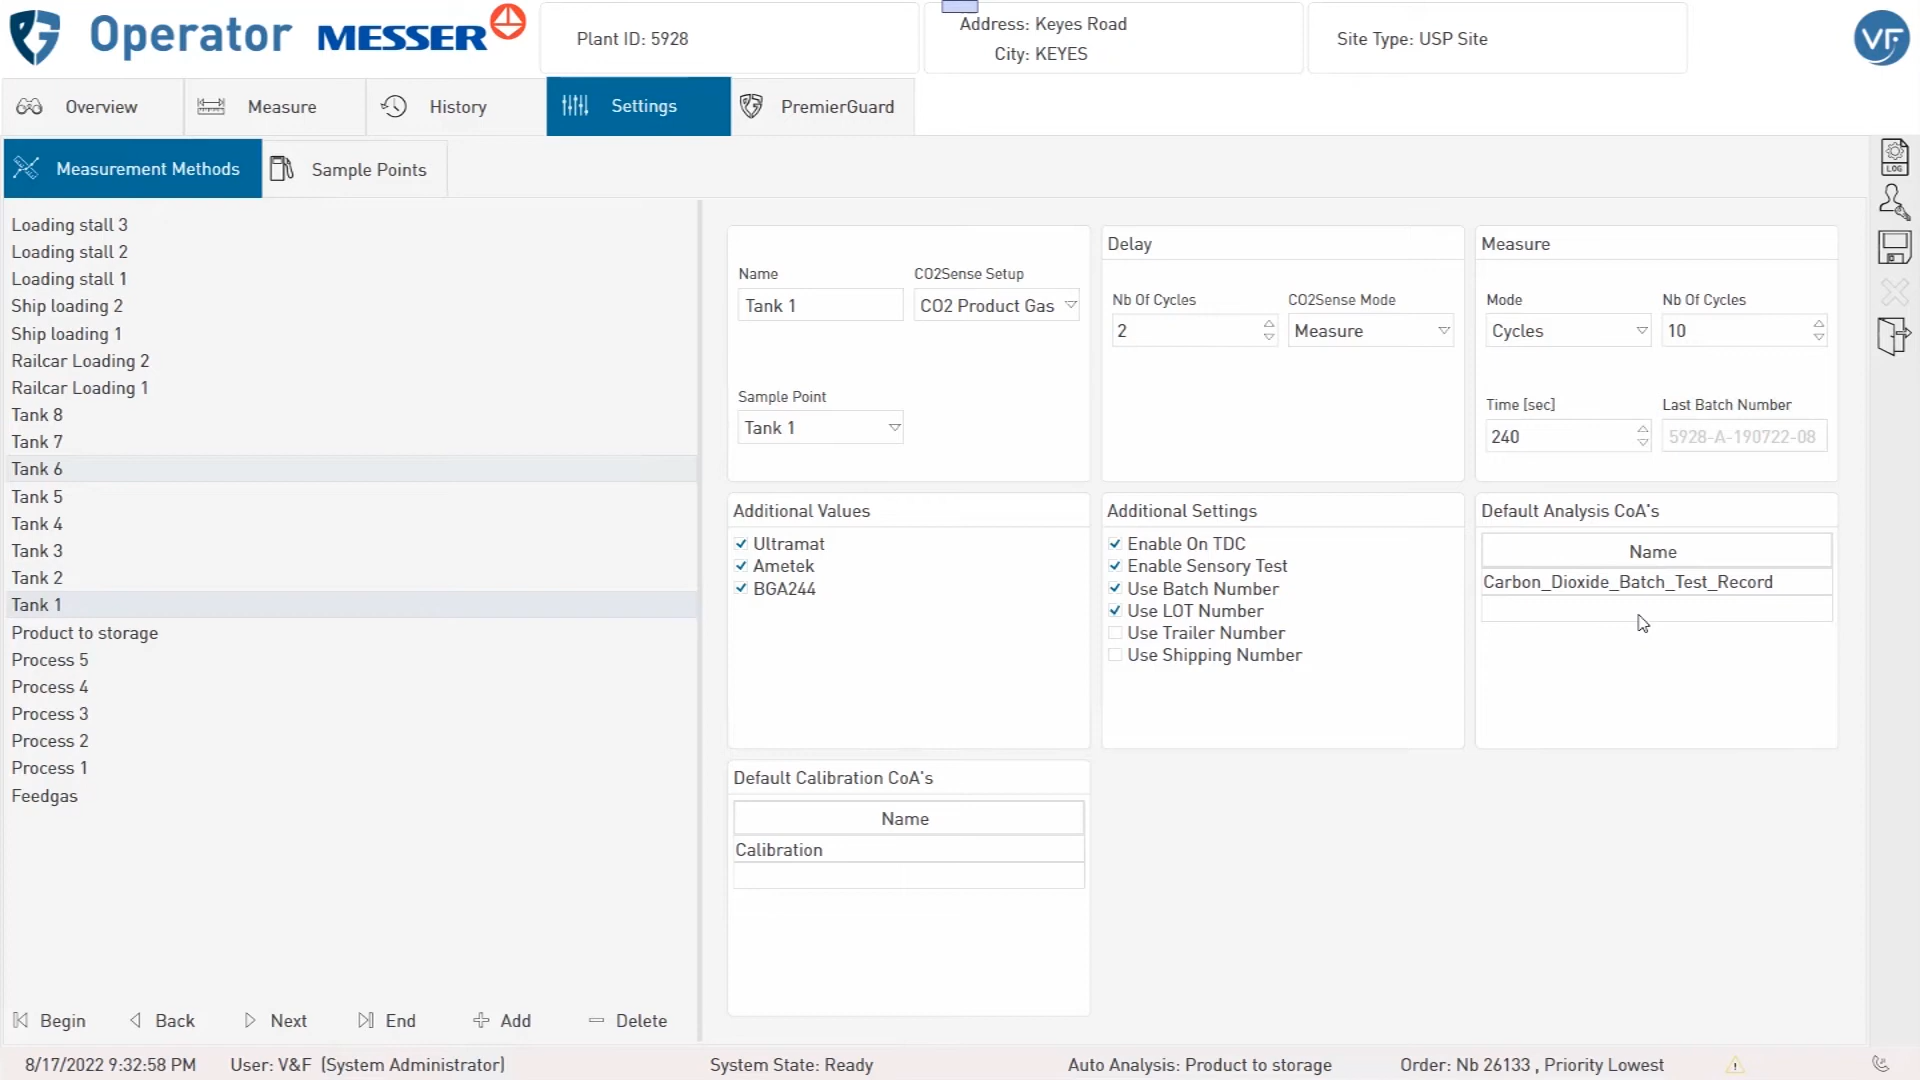 Operator
MESSER
Plant ID: 5928
Address: Keyes Road
City: KEYES
Site Type: USP Site
VF
Overview
Measure
History
Settings
PremierGuard
Measurement Methods
Sample Points
LOG
Loading stall 3
Loading stall 2
Loading stall 1
Ship loading 2
Ship loading 1
Railcar Loading 2
Railcar Loading 1
Tank 8
Tank 7
Tank 6
Tank 5
Tank 4
Tank 3
Tank 2
Tank 1
Product to storage
Process 5
Process 4
Process 3
Process 2
Process 1
Feedgas
Name
CO2Sense Setup
Tank 1
CO2 Product Gas
Sample Point
Tank 1
Delay
Nb Of Cycles
CO2Sense Mode
2
Measure
Measure
Mode
Nb Of Cycles
Cycles
10
Time [sec]
Last Batch Number
240
5928-A-190722-08
Additional Values
Ultramat
Ametek
BGA244
Additional Settings
Enable On TDC
Enable Sensory Test
Use Batch Number
Use LOT Number
Use Trailer Number
Use Shipping Number
Default Analysis CoA's
Name
Carbon_Dioxide_Batch_Test_Record
Default Calibration CoA's
Name
Calibration
Begin
Back
Next
End
Add
Delete
8/17/2022 9:32:58 PM
User: V&F [System Administrator]
System State: Ready
Auto Analysis: Product to storage
Order: Nb 26133 , Priority Lowest